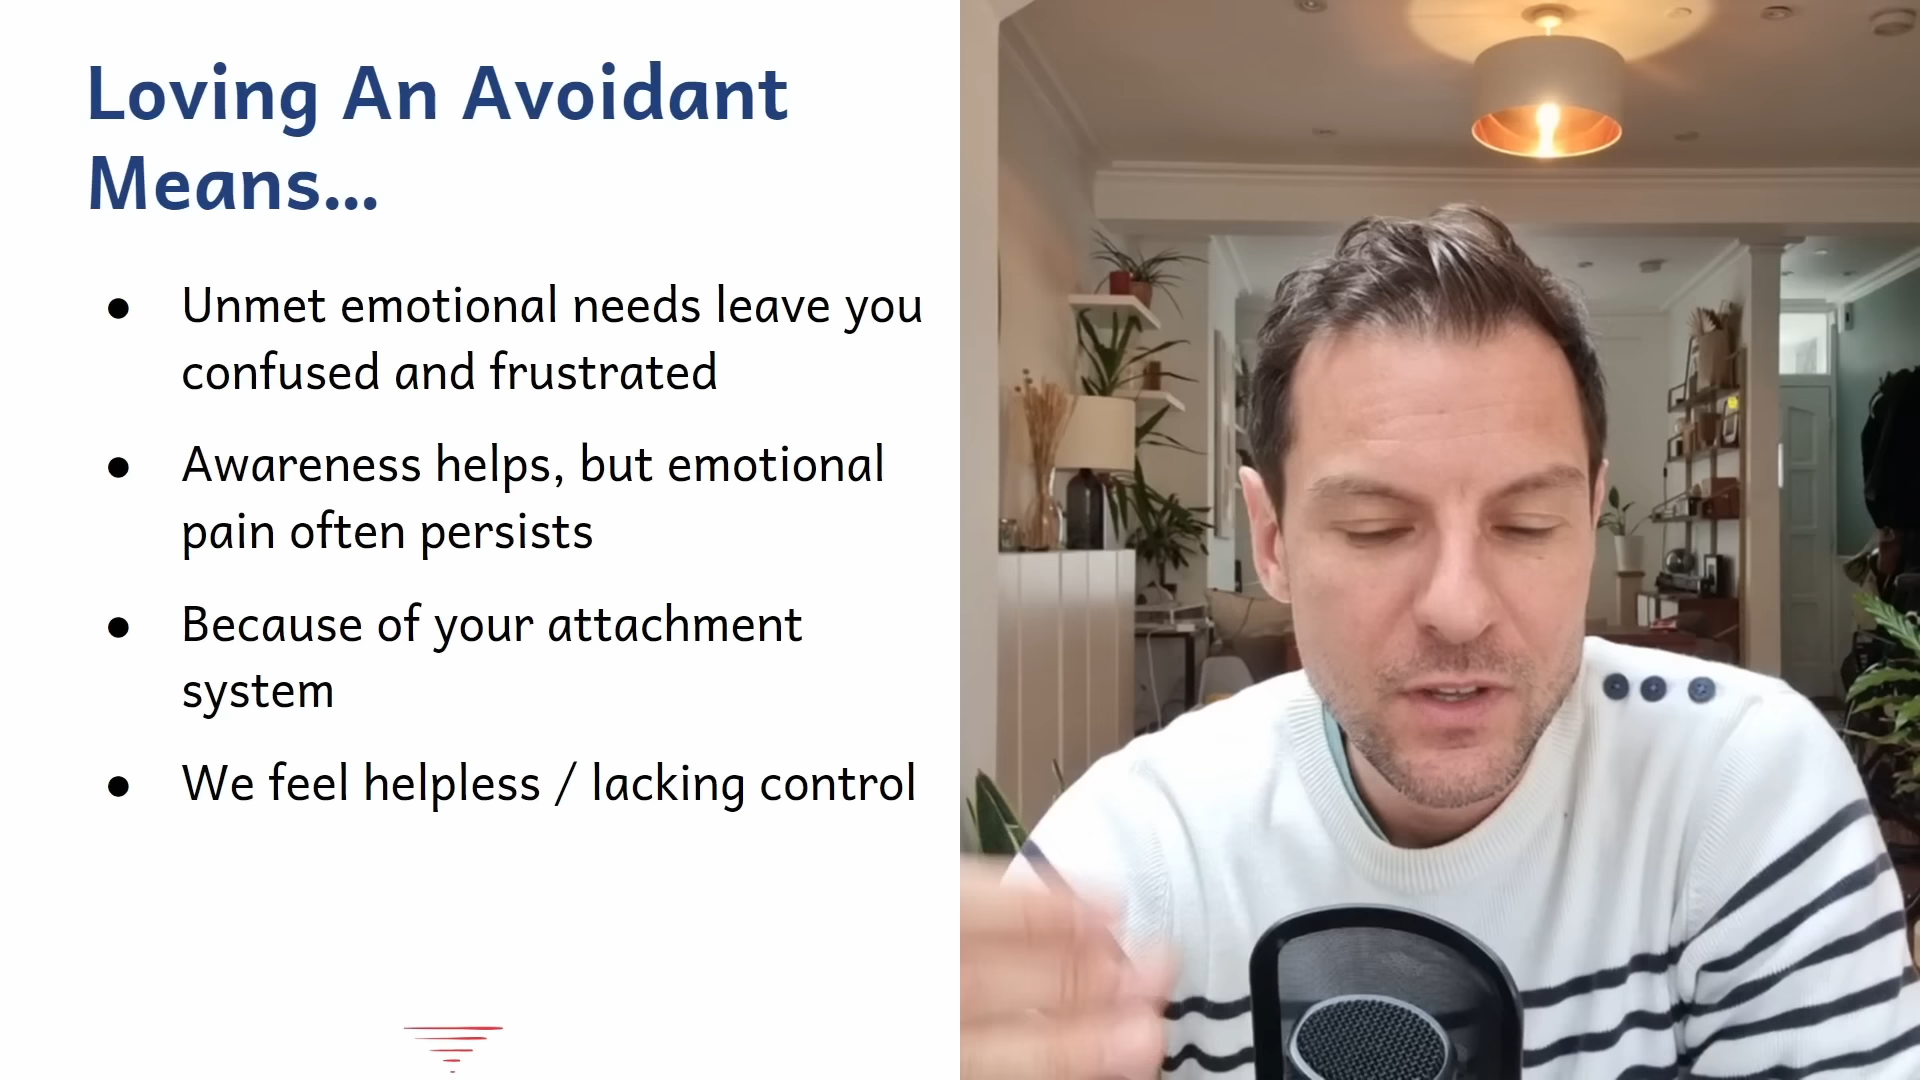 Loving An Avoidant
Means...
● Unmet emotional needs leave you
confused and frustrated
● Awareness helps, but emotional
pain often persists
● Because of your attachment
system
● We feel helpless / lacking control